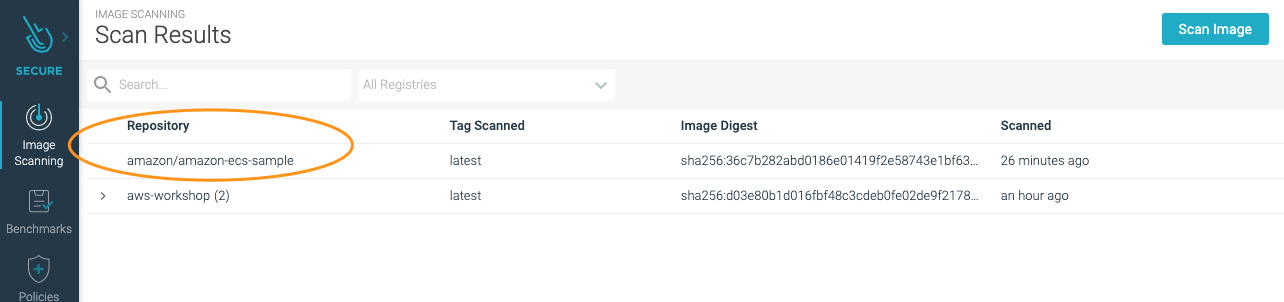 SECURE
Image
Scanning
Benchmarks
Policies
IMAGE SCANNING
Scan Results
Scan Image
Search...
All Registries
Repository Tag Scanned Image Digest Scanned
amazon/amazon-ecs-sample latest sha256:36c7b282abd0186e01419f2e58743e1bf63... 26 minutes ago
aws-workshop (2) latest sha256:d03e80b1d016fbf48c3cdeb0fe02de9f2178... an hour ago